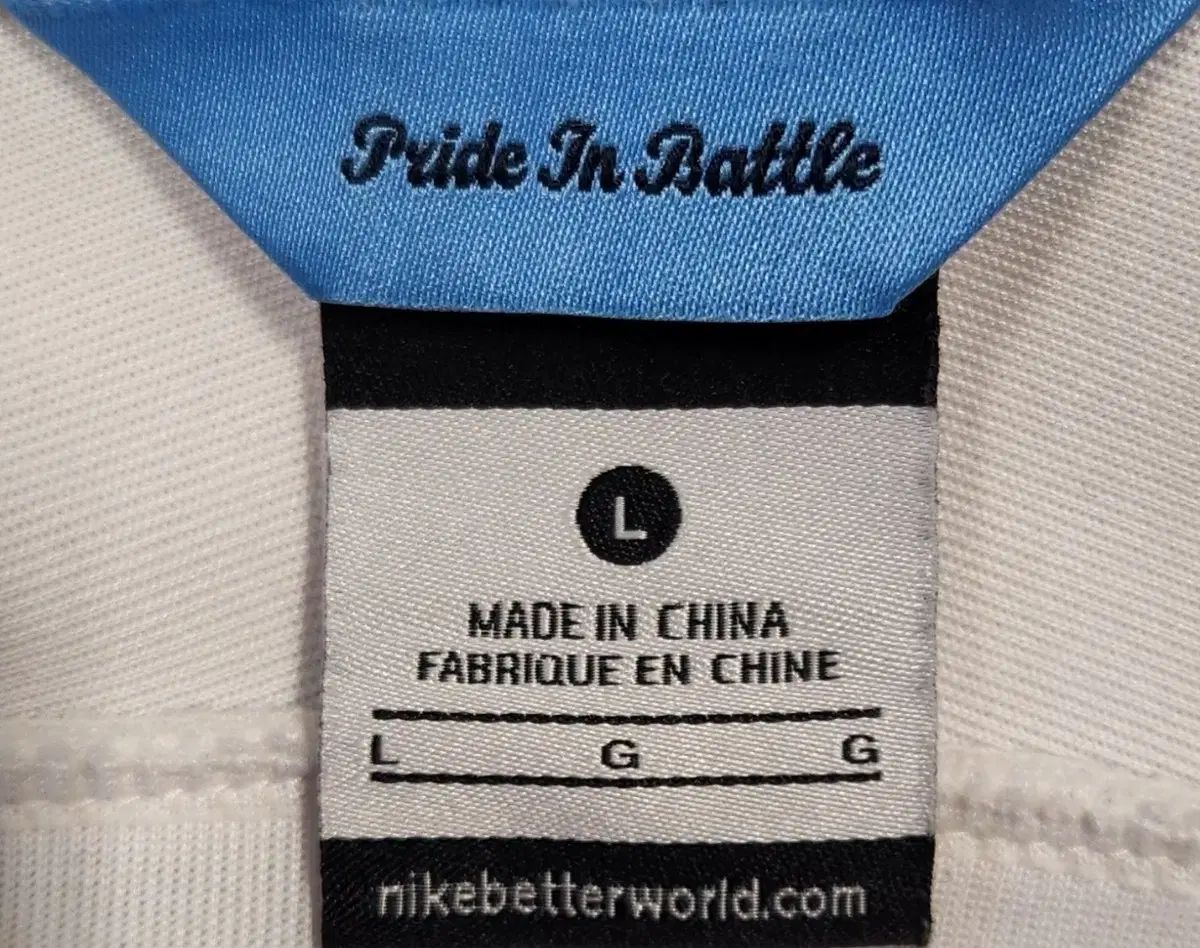 Pride In Battle
L
MADE IN CHINA
FABRIQUE EN CHINE
L G G
nikebetterworld.com